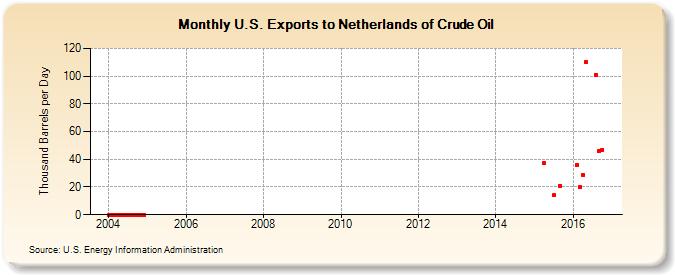 Monthly U.S. Exports to Netherlands of Crude Oil
Thousand Barrels per Day
120
100
80
60
40
20
0
2004 2006 2008 2010 2012 2014 2016
Source: U.S. Energy Information Administration